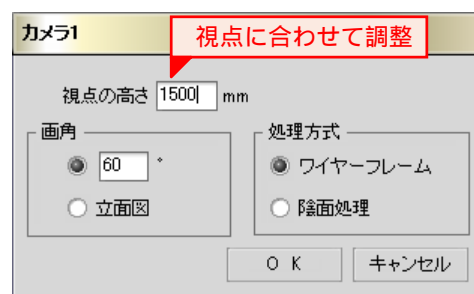 カメラ1
視点に合わせて調整
視点の高さ 1500 mm
画角
60 °
立面図
処理方式
ワイヤーフレーム
陰面処理
OK
キャンセル